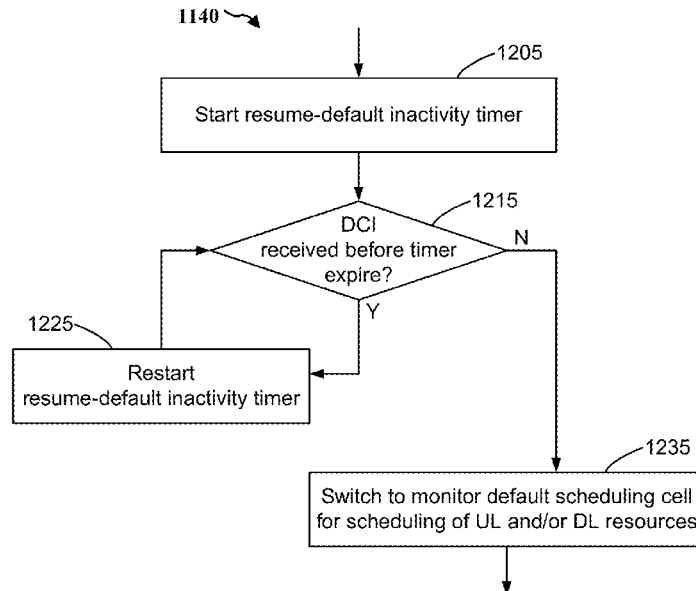 1140
1205
Start resume-default inactivity timer
1215
DCI
received before timer
expire?
N
Y
1225
Restart
resume-default inactivity timer
1235
Switch to monitor default scheduling cell
for scheduling of UL and/or DL resources